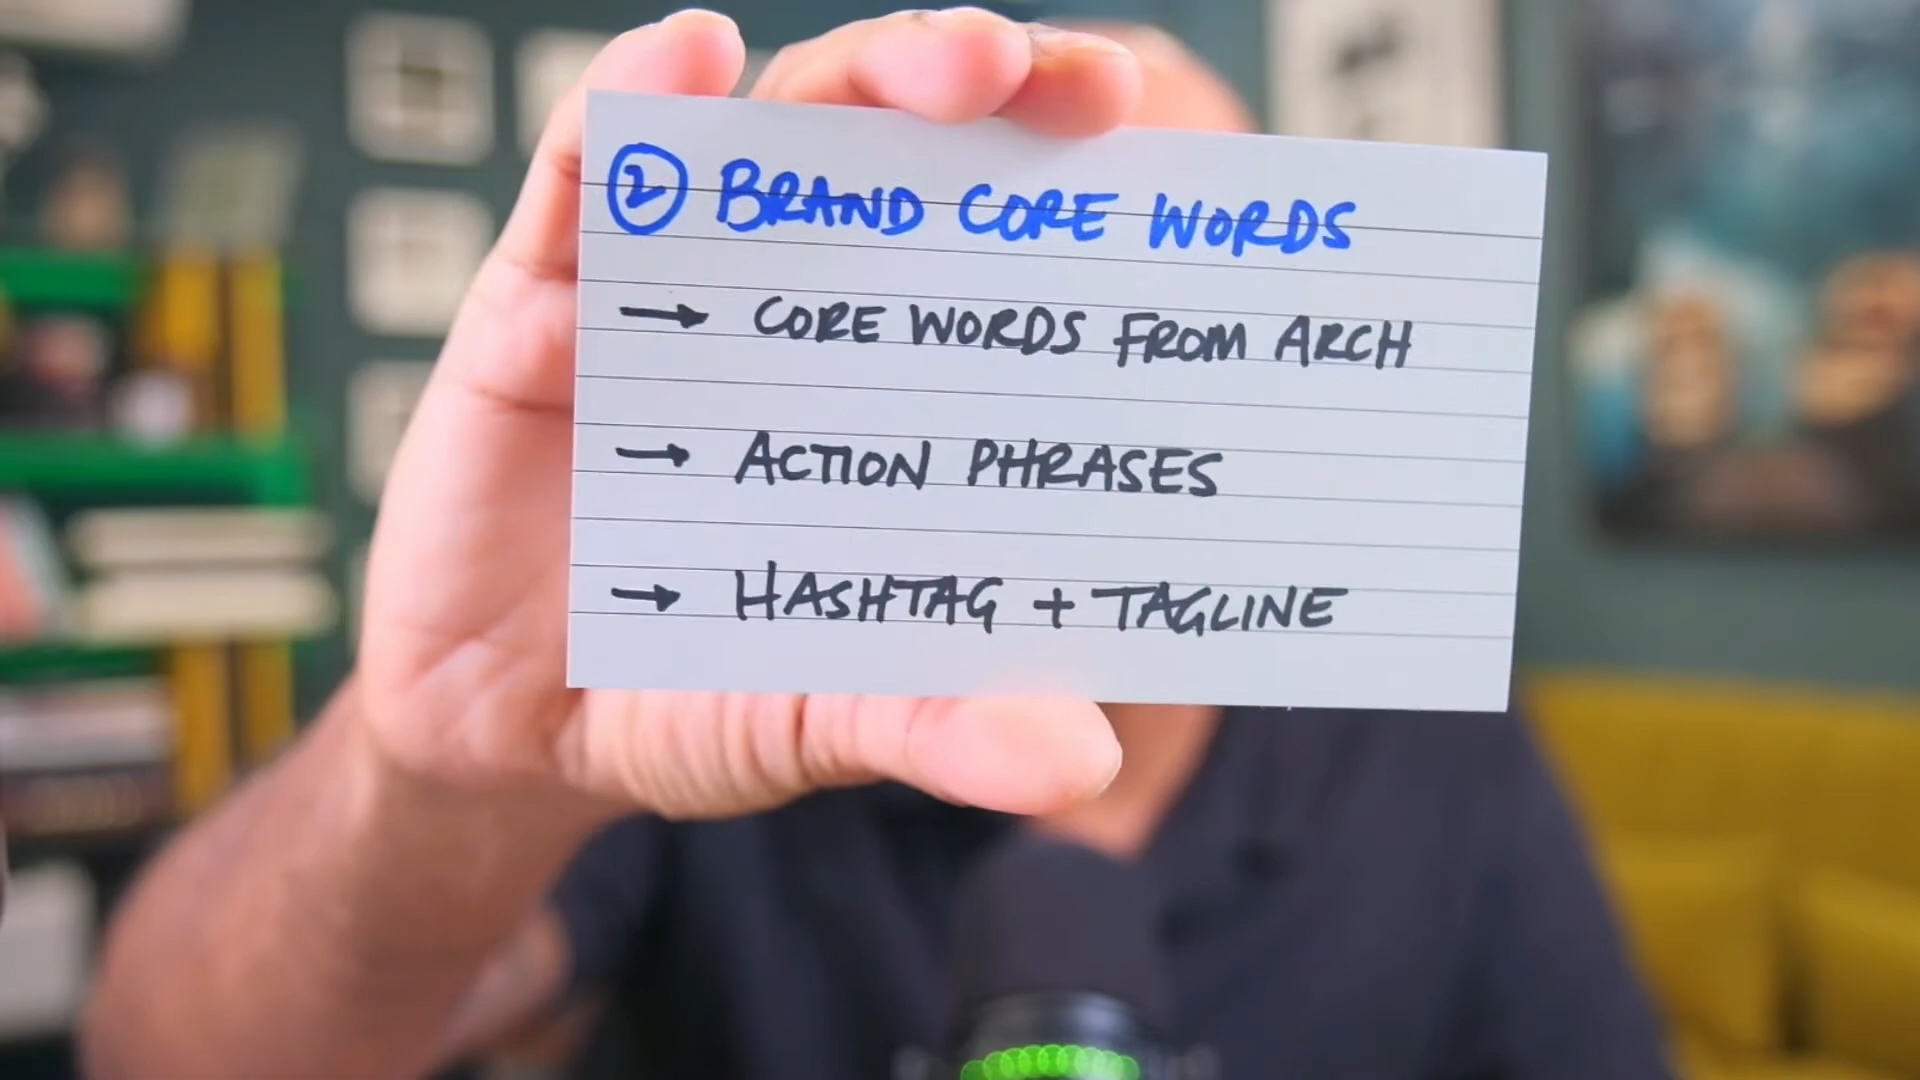 ② BRAND CORE WORDS
→ CORE WORDS FROM ARCH
→ ACTION PHRASES
→ HASHTAG + TAGLINE